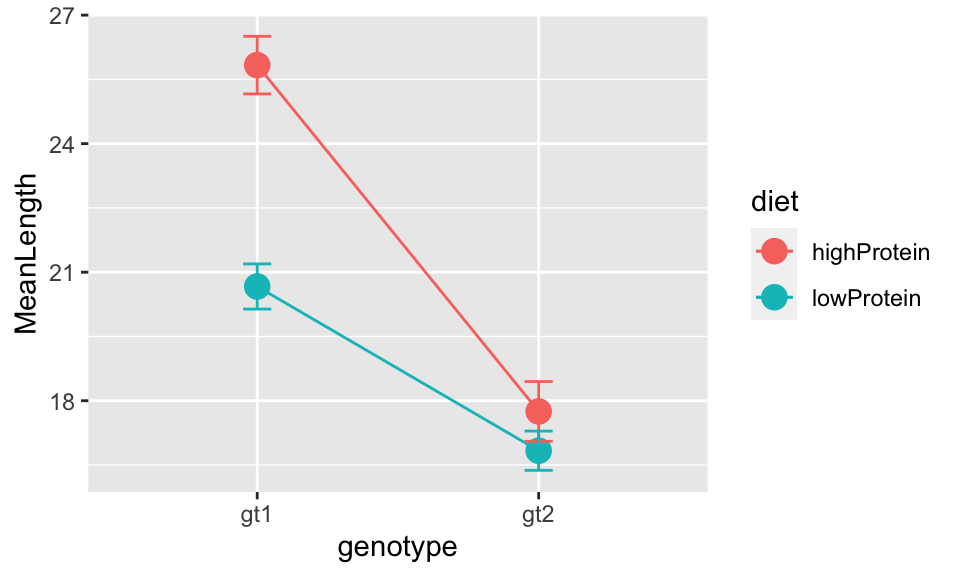 27
24
21
18
MeanLength
gt1
gt2
genotype
diet
highProtein
lowProtein